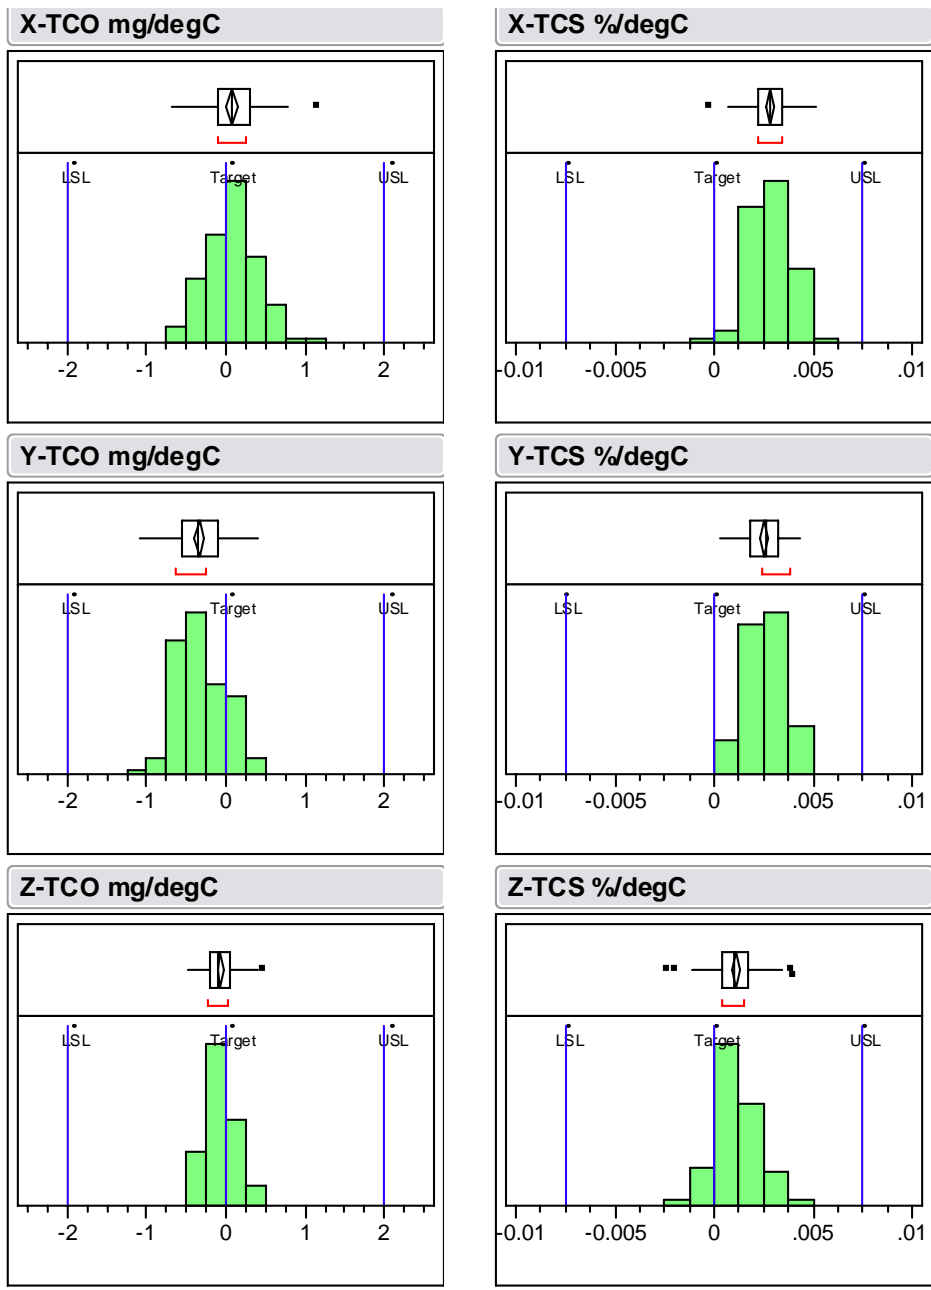 X-TCO mg/degC
LSL Target USL
-2 -1 0 1 2
X-TCS %/degC
LSL Target USL
-0.01 -0.005 0 .005 .01
Y-TCO mg/degC
LSL Target USL
-2 -1 0 1 2
Y-TCS %/degC
LSL Target USL
-0.01 -0.005 0 .005 .01
Z-TCO mg/degC
LSL Target USL
-2 -1 0 1 2
Z-TCS %/degC
LSL Target USL
-0.01 -0.005 0 .005 .01